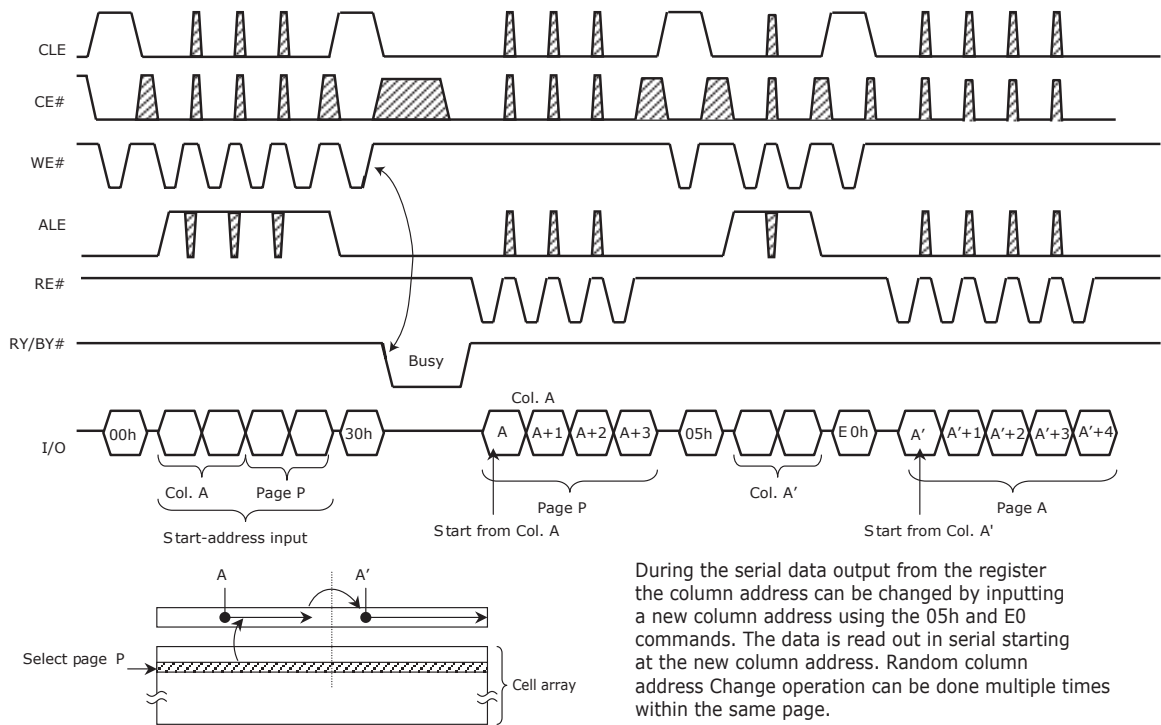 CLE
CE#
WE#
ALE
RE#
RY/BY#
Busy
Col. A
I/O
00h
30h
A
A+1
A+2
A+3
05h
E0h
A'
A'+1
A'+2
A'+3
A'+4
Col. A
Page P
Start-address input
Page P
Start from Col. A
Col. A'
Page A
Start from Col. A'
A
A'
Select page P
Cell array
During the serial data output from the register
the column address can be changed by inputting
a new column address using the 05h and E0
commands. The data is read out in serial starting
at the new column address. Random column
address Change operation can be done multiple times
within the same page.